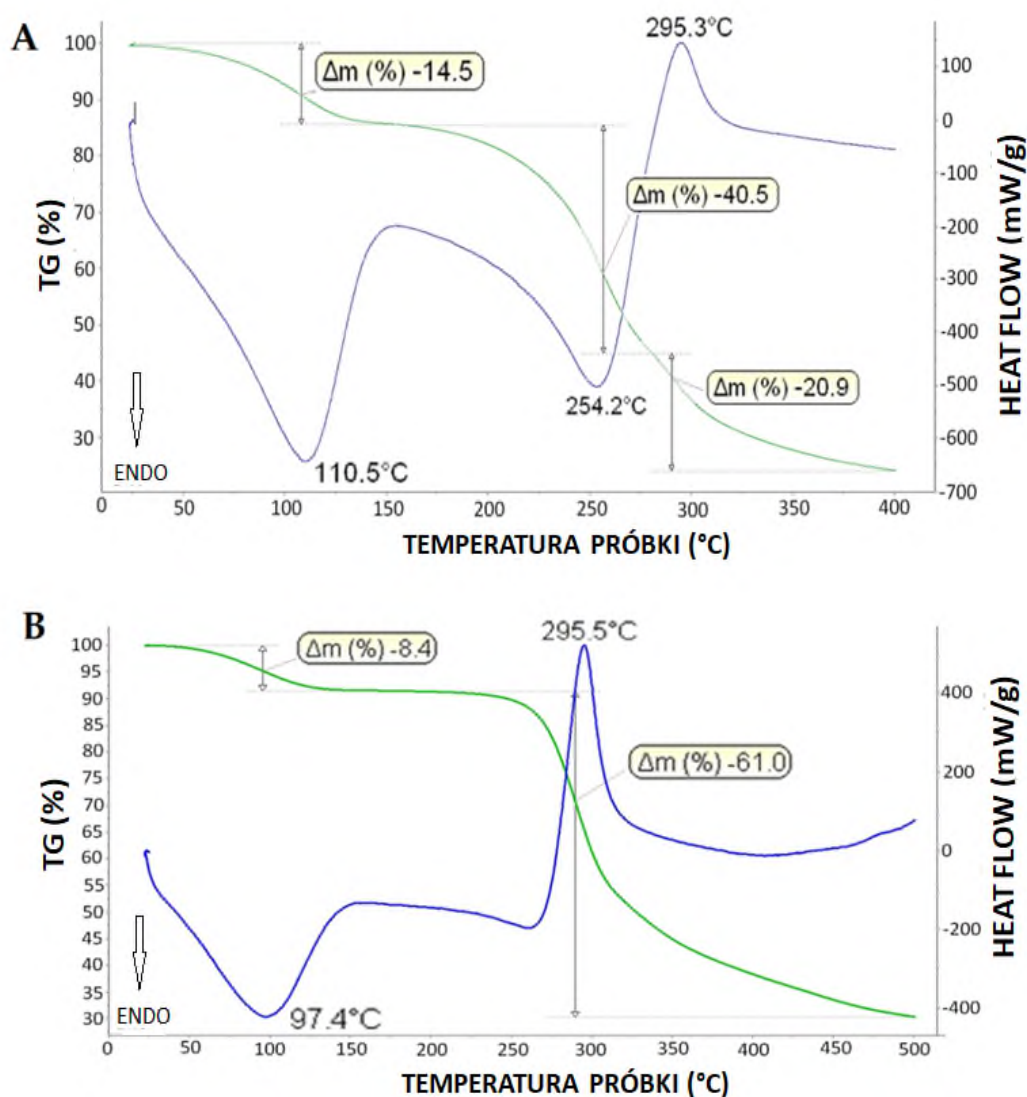 A
295.3°C
100
90
80
70
60
50
40
30
TG (%)
Δm (%) -14.5
Δm (%) -40.5
Δm (%) -20.9
110.5°C
254.2°C
ENDO
100
0
-100
-200
-300
-400
-500
-600
-700
HEAT FLOW (mW/g)
0 50 100 150 200 250 300 350 400
TEMPERATURA PRÓBKI (°C)
B
295.5°C
100
95
90
85
80
75
70
65
60
55
50
45
40
35
30
TG (%)
Δm (%) -8.4
Δm (%) -61.0
97.4°C
ENDO
400
200
0
-200
-400
HEAT FLOW (mW/g)
0 50 100 150 200 250 300 350 400 450 500
TEMPERATURA PRÓBKI (°C)